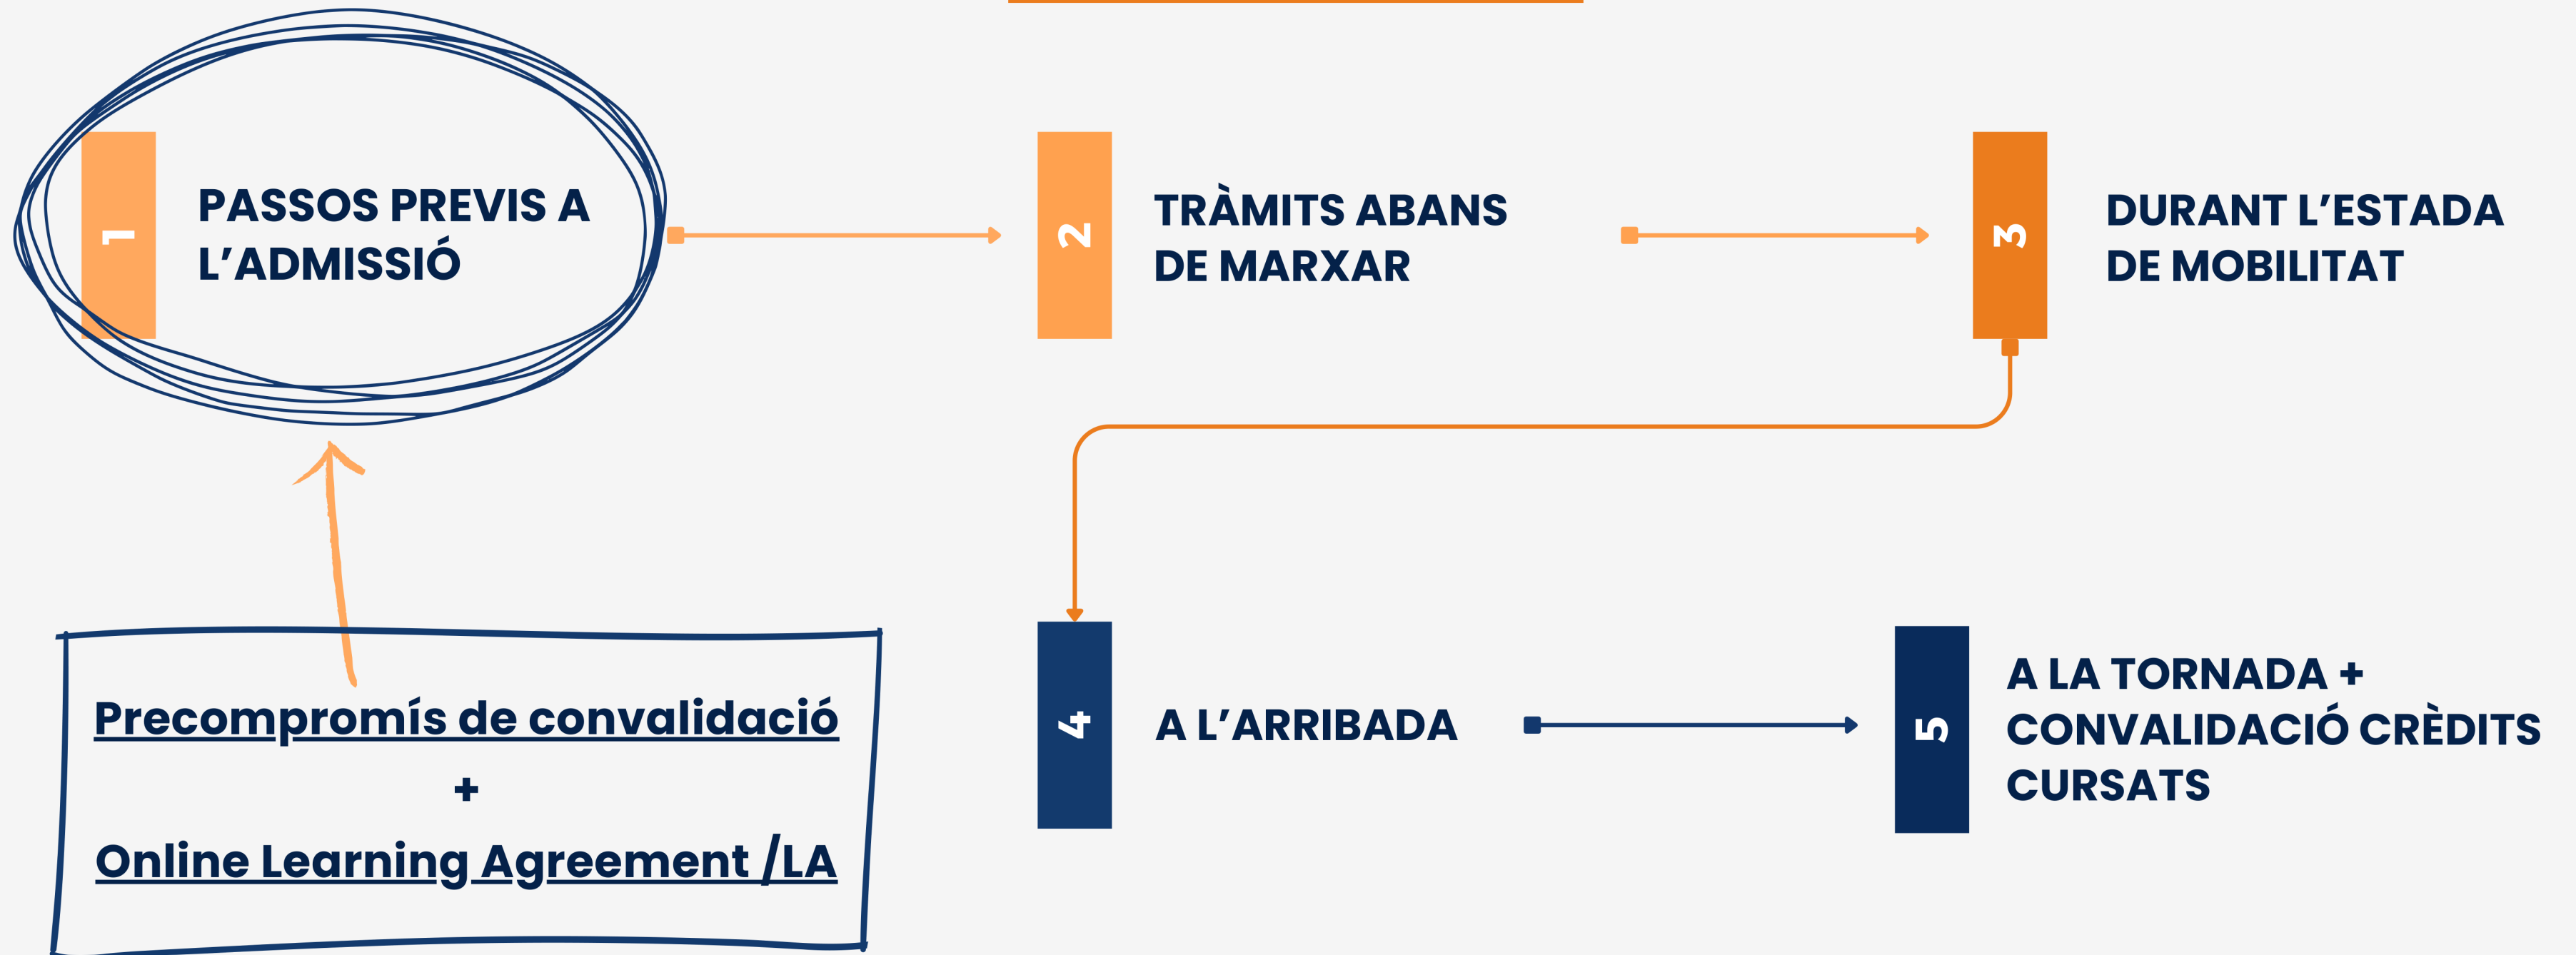 1
PASSOS PREVIS A
L’ADMISSIÓ
2
TRÀMITS ABANS
DE MARXAR
3
DURANT L’ESTADA
DE MOBILITAT
Precompromís de convalidació
+
Online Learning Agreement /LA
4
A L’ARRIBADA
5
A LA TORNADA +
CONVALIDACIÓ CRÈDITS
CURSATS